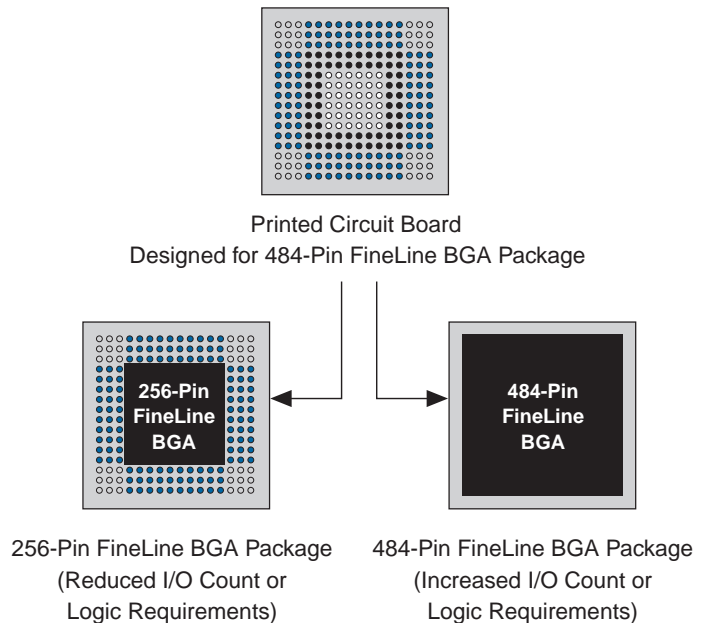 Printed Circuit Board
Designed for 484-Pin FineLine BGA Package
256-Pin
FineLine
BGA
484-Pin
FineLine
BGA
256-Pin FineLine BGA Package
(Reduced I/O Count or
Logic Requirements)
484-Pin FineLine BGA Package
(Increased I/O Count or
Logic Requirements)